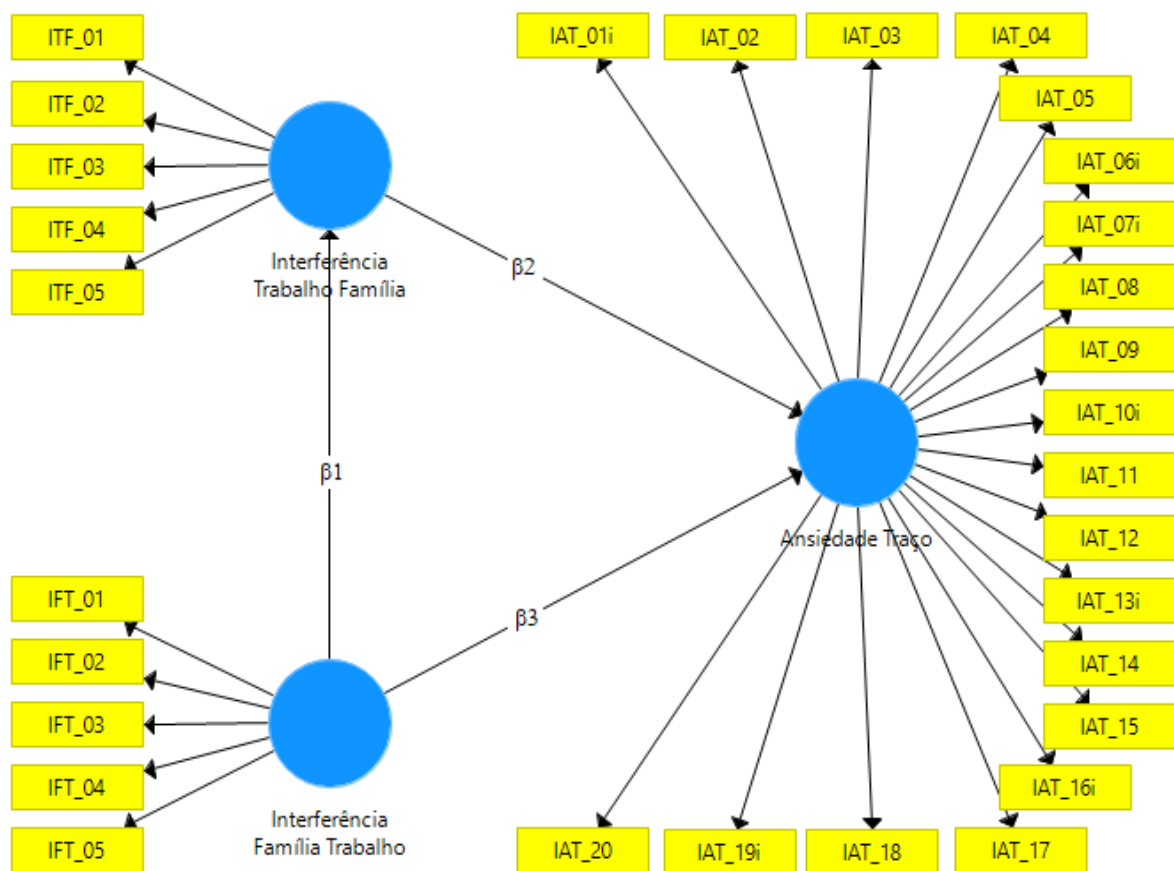 ITF_01
ITF_02
ITF_03
ITF_04
ITF_05
Interferência
Trabalho Família
β1
β2
β3
IFT_01
IFT_02
IFT_03
IFT_04
IFT_05
Interferência
Família Trabalho
Ansiedade Traço
IAT_01i
IAT_02
IAT_03
IAT_04
IAT_05
IAT_06i
IAT_07i
IAT_08
IAT_09
IAT_10i
IAT_11
IAT_12
IAT_13i
IAT_14
IAT_15
IAT_16i
IAT_17
IAT_18
IAT_19i
IAT_20